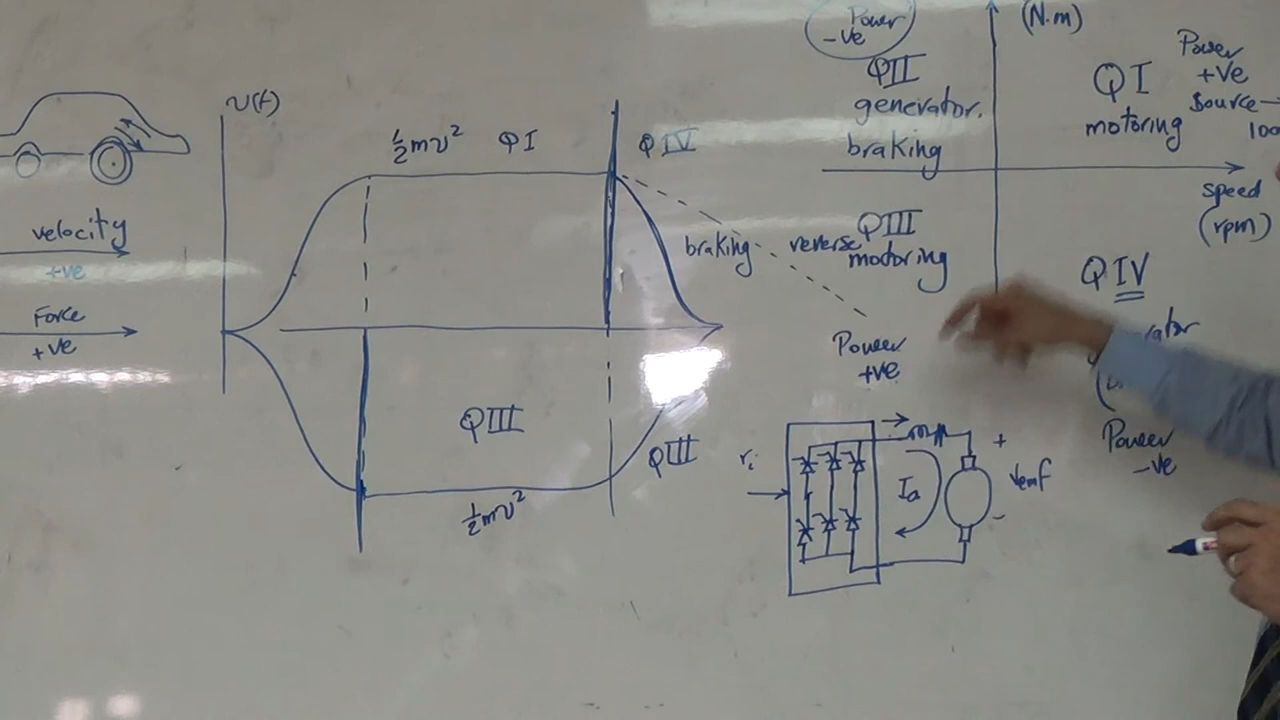 v(t)
velocity
+ve
Force
+ve
½mv² QI
QIV
braking
QIII
½mv²
QIII
Power
-ve
QII
generator.
braking
(N.m)
QI
motoring
Power
+ve
Source
100
speed
(rpm)
QIII
reverse
motoring
QIV
Power
-ve
Power
+ve
Ia
+
Vemf
-